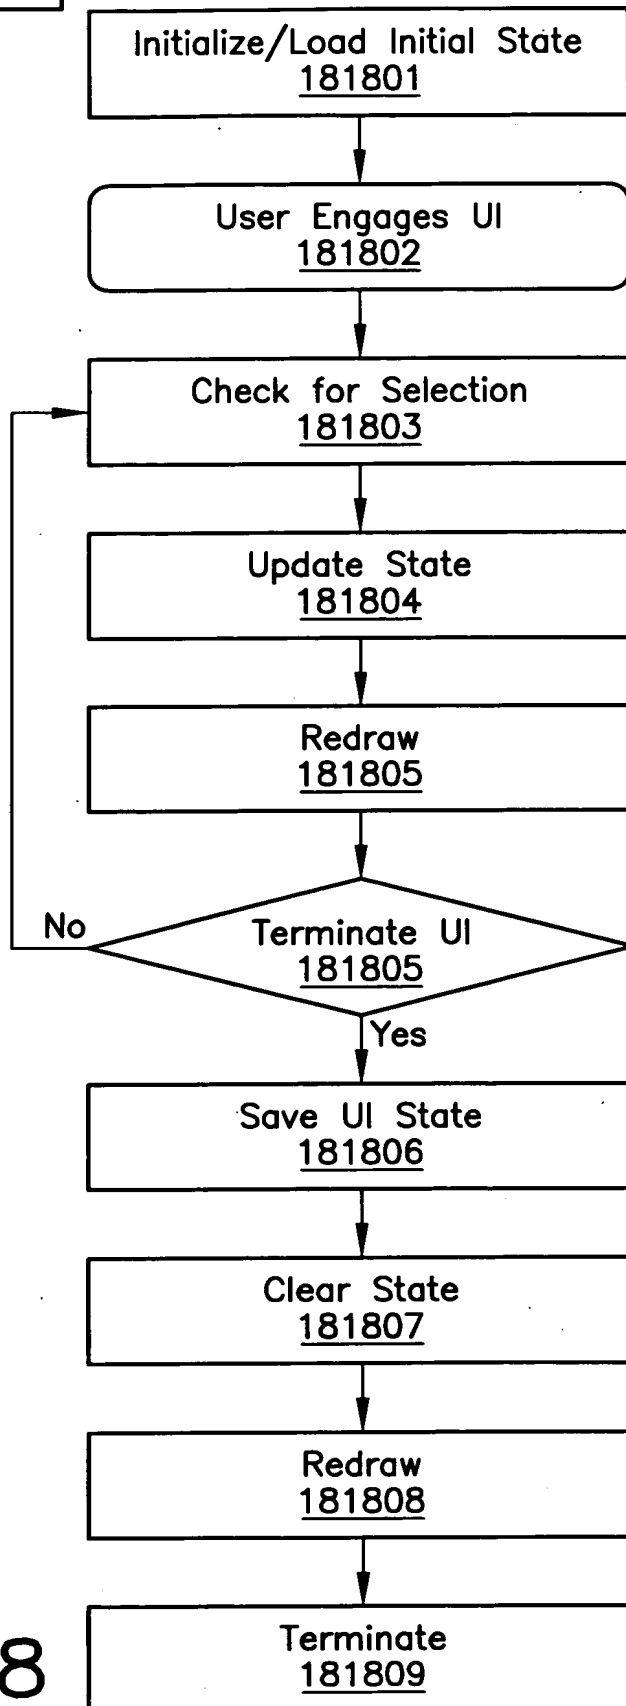 Initialize/Load Initial State
181801
User Engages UI
181802
Check for Selection
181803
Update State
181804
Redraw
181805
No
Terminate UI
181805
Yes
Save UI State
181806
Clear State
181807
Redraw
181808
Terminate
181809
8